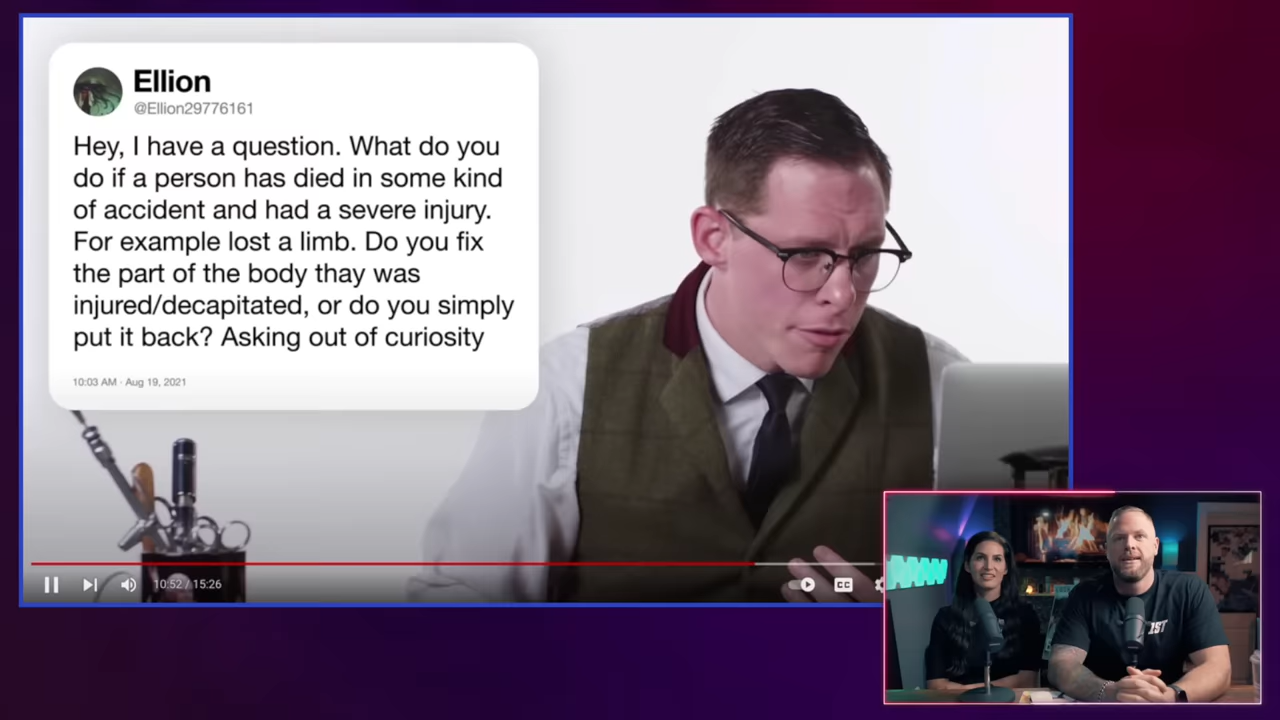 Ellion
@Ellion29776161
Hey, I have a question. What do you
do if a person has died in some kind
of accident and had a severe injury.
For example lost a limb. Do you fix
the part of the body thay was
injured/decapitated, or do you simply
put it back? Asking out of curiosity
10:03 AM · Aug 19, 2021
10:52 / 15:26
CC
1ST